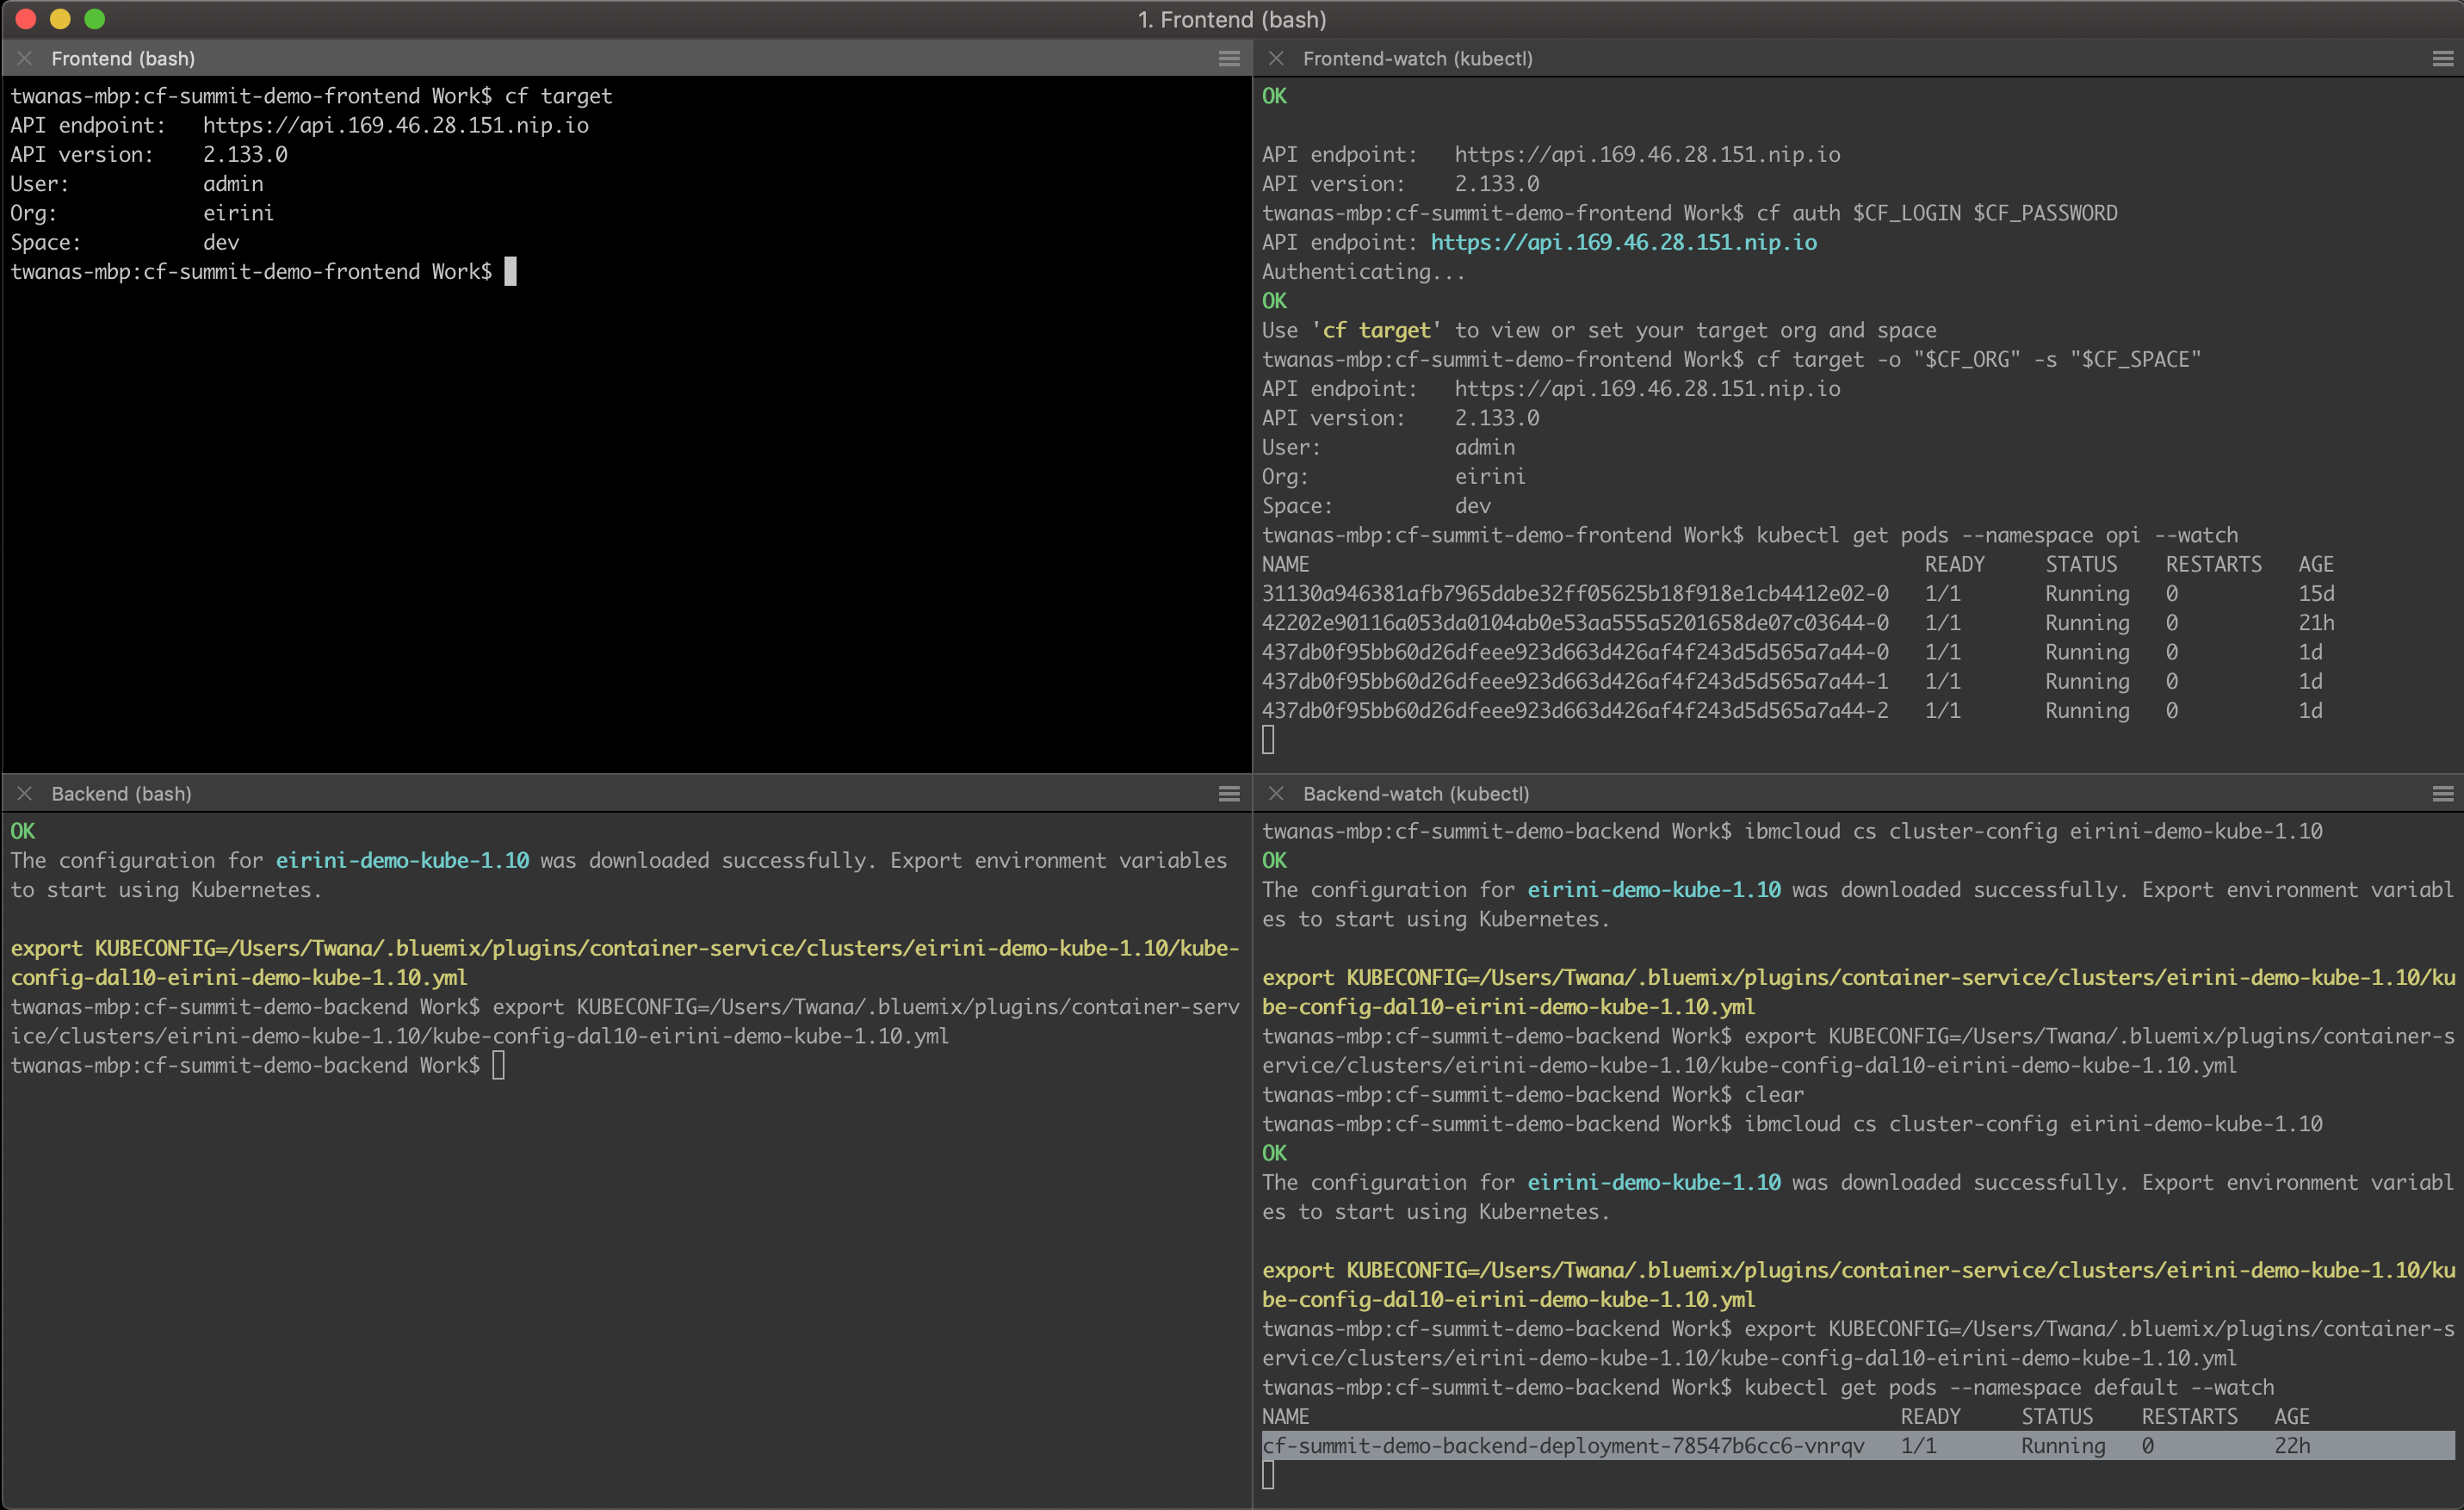 1. Frontend (bash)
Frontend (bash)
twanas-mbp:cf-summit-demo-frontend Work$ cf target
API endpoint:   https://api.169.46.28.151.nip.io
API version:    2.133.0
User:           admin
Org:            eirini
Space:          dev
twanas-mbp:cf-summit-demo-frontend Work$
Frontend-watch (kubectl)
OK
API endpoint:   https://api.169.46.28.151.nip.io
API version:    2.133.0
twanas-mbp:cf-summit-demo-frontend Work$ cf auth $CF_LOGIN $CF_PASSWORD
API endpoint: https://api.169.46.28.151.nip.io
Authenticating...
OK
Use 'cf target' to view or set your target org and space
twanas-mbp:cf-summit-demo-frontend Work$ cf target -o "$CF_ORG" -s "$CF_SPACE"
API endpoint:   https://api.169.46.28.151.nip.io
API version:    2.133.0
User:           admin
Org:            eirini
Space:          dev
twanas-mbp:cf-summit-demo-frontend Work$ kubectl get pods --namespace opi --watch
NAME                                                   READY     STATUS    RESTARTS   AGE
31130a946381afb7965dabe32ff05625b18f918e1cb4412e02-0   1/1       Running   0          15d
42202e90116a053da0104ab0e53aa555a5201658de07c03644-0   1/1       Running   0          21h
437db0f95bb60d26dfeee923d663d426af4f243d5d565a7a44-0   1/1       Running   0          1d
437db0f95bb60d26dfeee923d663d426af4f243d5d565a7a44-1   1/1       Running   0          1d
437db0f95bb60d26dfeee923d663d426af4f243d5d565a7a44-2   1/1       Running   0          1d
Backend (bash)
OK
The configuration for eirini-demo-kube-1.10 was downloaded successfully. Export environment variables
to start using Kubernetes.
export KUBECONFIG=/Users/Twana/.bluemix/plugins/container-service/clusters/eirini-demo-kube-1.10/kube-
config-dal10-eirini-demo-kube-1.10.yml
twanas-mbp:cf-summit-demo-backend Work$ export KUBECONFIG=/Users/Twana/.bluemix/plugins/container-serv
ice/clusters/eirini-demo-kube-1.10/kube-config-dal10-eirini-demo-kube-1.10.yml
twanas-mbp:cf-summit-demo-backend Work$
Backend-watch (kubectl)
twanas-mbp:cf-summit-demo-backend Work$ ibmcloud cs cluster-config eirini-demo-kube-1.10
OK
The configuration for eirini-demo-kube-1.10 was downloaded successfully. Export environment variabl
es to start using Kubernetes.
export KUBECONFIG=/Users/Twana/.bluemix/plugins/container-service/clusters/eirini-demo-kube-1.10/ku
be-config-dal10-eirini-demo-kube-1.10.yml
twanas-mbp:cf-summit-demo-backend Work$ export KUBECONFIG=/Users/Twana/.bluemix/plugins/container-s
ervice/clusters/eirini-demo-kube-1.10/kube-config-dal10-eirini-demo-kube-1.10.yml
twanas-mbp:cf-summit-demo-backend Work$ clear
twanas-mbp:cf-summit-demo-backend Work$ ibmcloud cs cluster-config eirini-demo-kube-1.10
OK
The configuration for eirini-demo-kube-1.10 was downloaded successfully. Export environment variabl
es to start using Kubernetes.
export KUBECONFIG=/Users/Twana/.bluemix/plugins/container-service/clusters/eirini-demo-kube-1.10/ku
be-config-dal10-eirini-demo-kube-1.10.yml
twanas-mbp:cf-summit-demo-backend Work$ export KUBECONFIG=/Users/Twana/.bluemix/plugins/container-s
ervice/clusters/eirini-demo-kube-1.10/kube-config-dal10-eirini-demo-kube-1.10.yml
twanas-mbp:cf-summit-demo-backend Work$ kubectl get pods --namespace default --watch
NAME                                                 READY     STATUS    RESTARTS   AGE
cf-summit-demo-backend-deployment-78547b6cc6-vnrqv   1/1       Running   0          22h